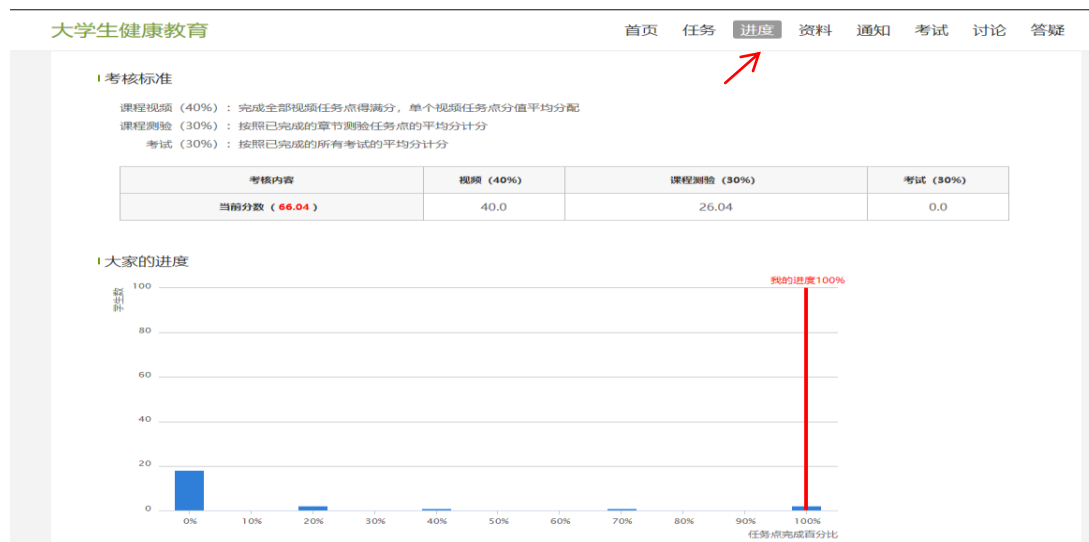 大学生健康教育 首页 任务 进度 资料 通知 考试 讨论 答疑
考核标准
课程视频（40%）：完成全部视频任务点得满分，单个视频任务点分值平均分配
课程测验（30%）：按照已完成的章节测验任务点的平均分计分
考试（30%）：按照已完成的所有考试的平均分计分
考核内容 视频（40%） 课程测验（30%） 考试（30%）
当前分数（66.04） 40.0 26.04 0.0
大家的进度
我的进度100%
学生数
100
80
60
40
20
0
0% 10% 20% 30% 40% 50% 60% 70% 80% 90% 100%
任务点完成百分比